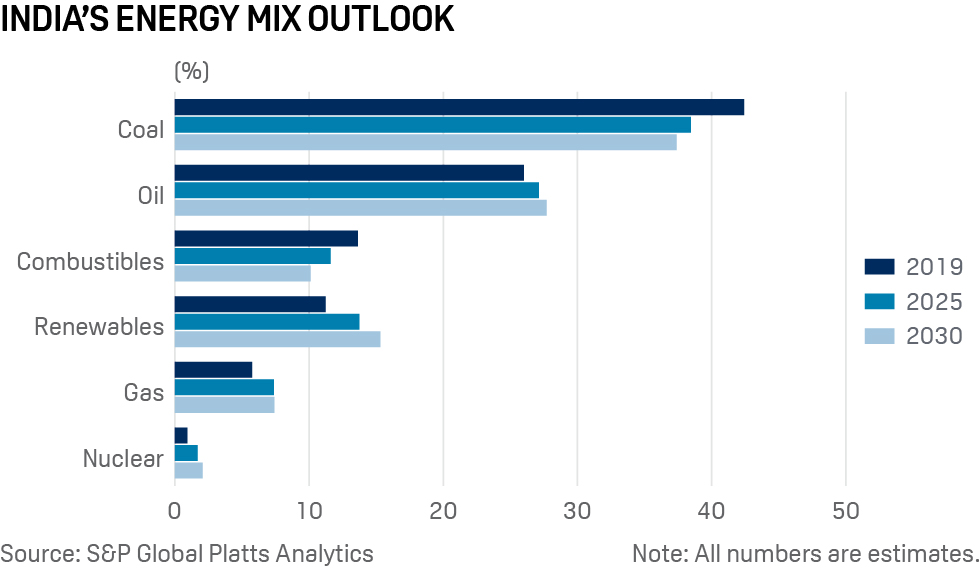 INDIA'S ENERGY MIX OUTLOOK
(%)
Coal
Oil
Combustibles
Renewables
Gas
Nuclear
2019
2025
2030
0 10 20 30 40 50
Source: S&P Global Platts Analytics
Note: All numbers are estimates.